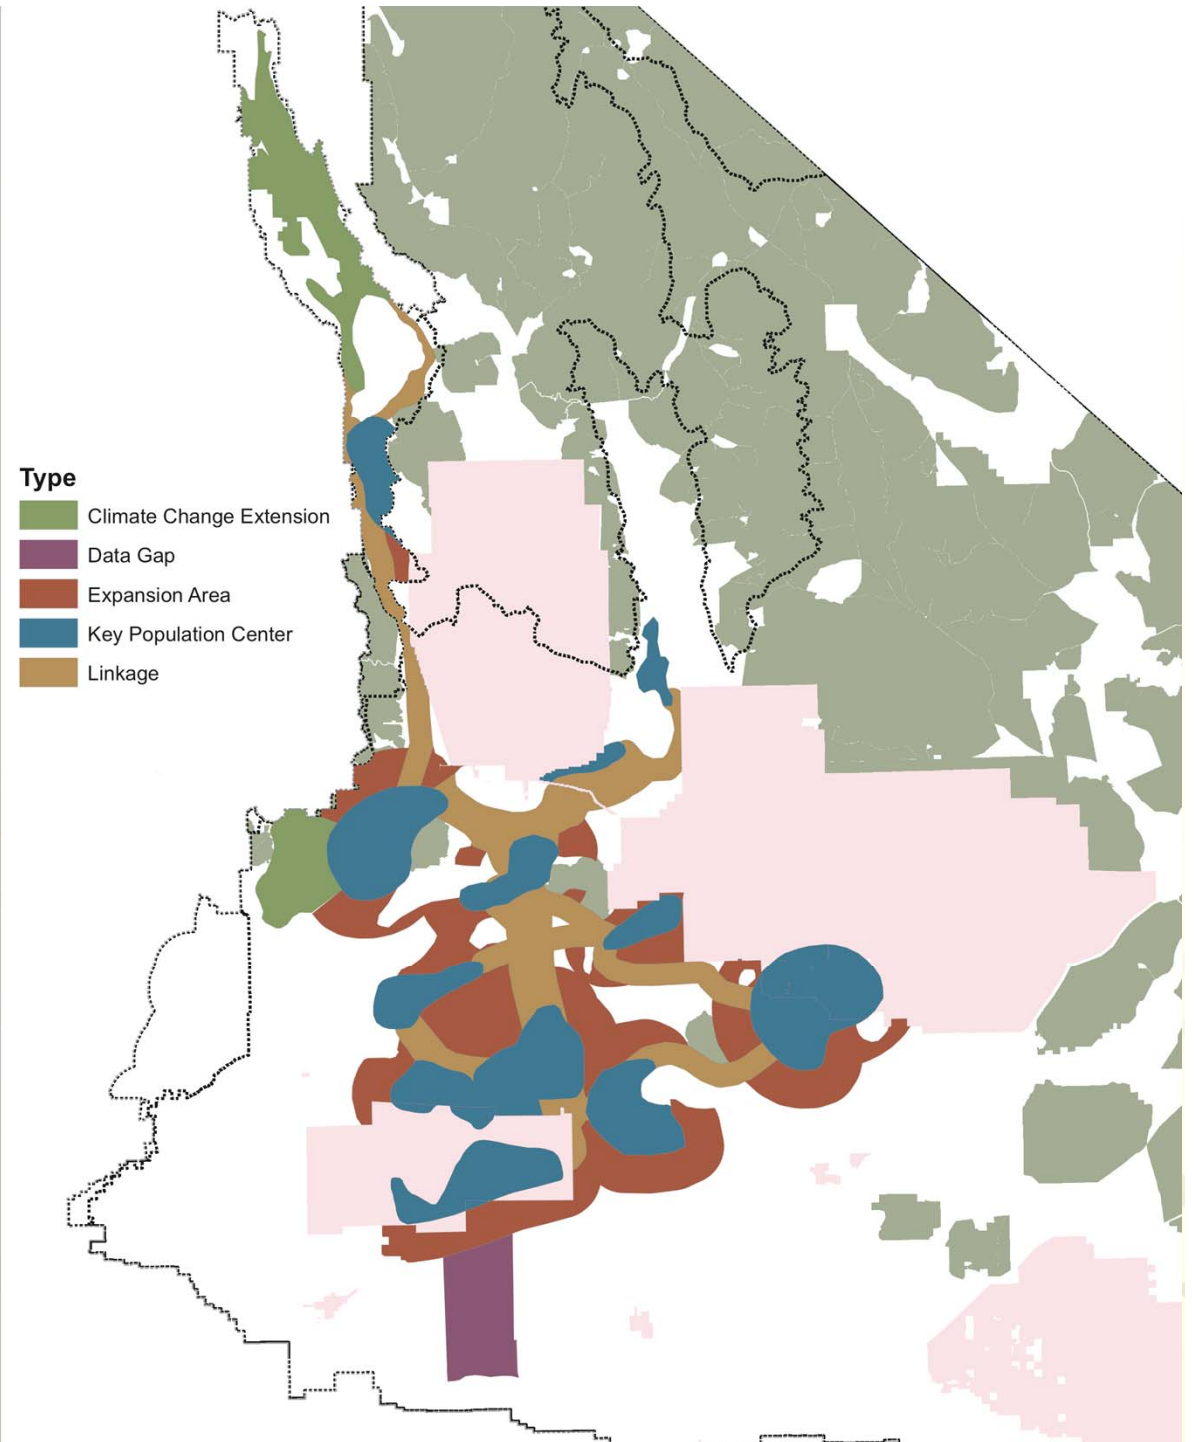 Type
Climate Change Extension
Data Gap
Expansion Area
Key Population Center
Linkage